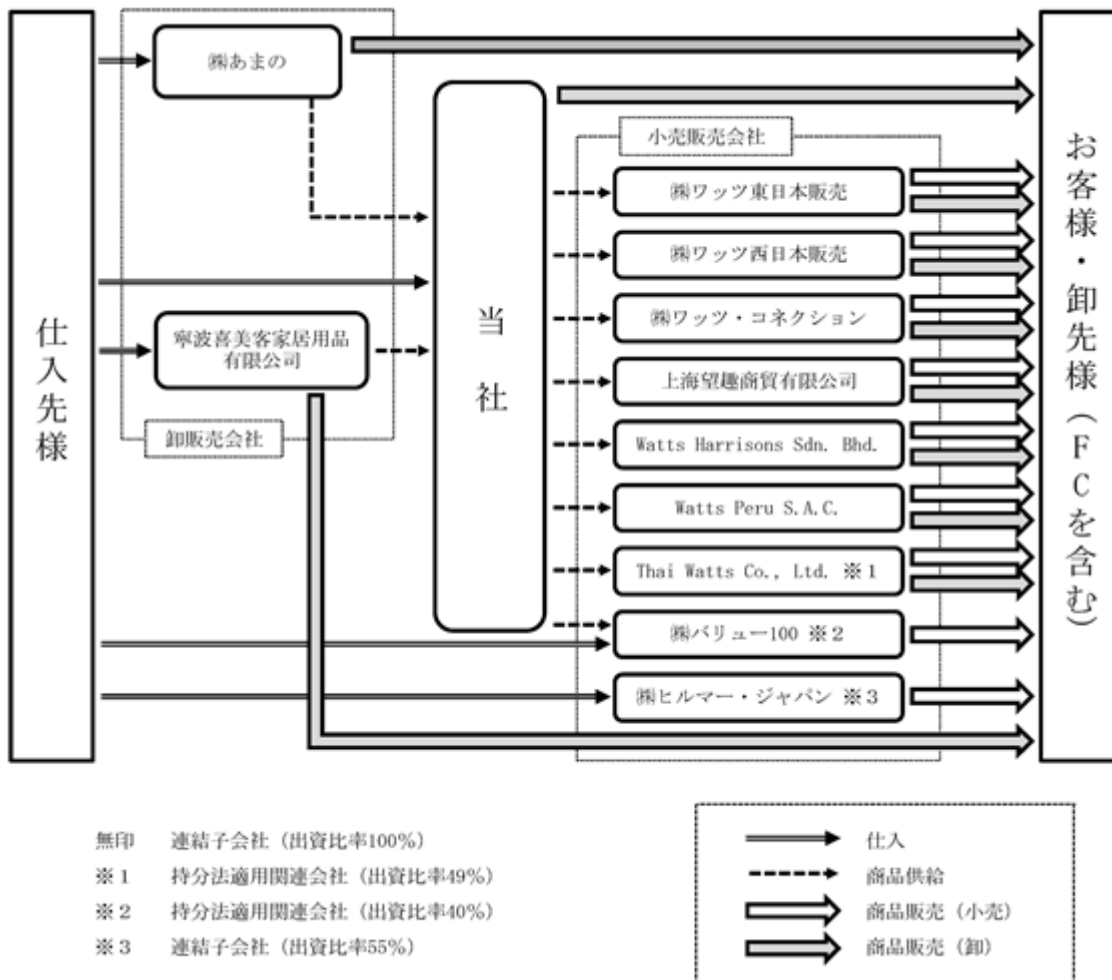 仕入先様
㈱あまの
寧波喜美客家居用品
有限公司
卸販売会社
当社
小売販売会社
㈱ワッツ東日本販売
㈱ワッツ西日本販売
㈱ワッツ・コネクション
上海望趣商貿有限公司
Watts Harrisons Sdn. Bhd.
Watts Peru S.A.C.
Thai Watts Co., Ltd. ※1
㈱バリュー100 ※2
㈱ヒルマー・ジャパン ※3
お客様・卸先様（FCを含む）
無印 連結子会社（出資比率100%）
※1 持分法適用関連会社（出資比率49%）
※2 持分法適用関連会社（出資比率40%）
※3 連結子会社（出資比率55%）
仕入
商品供給
商品販売（小売）
商品販売（卸）